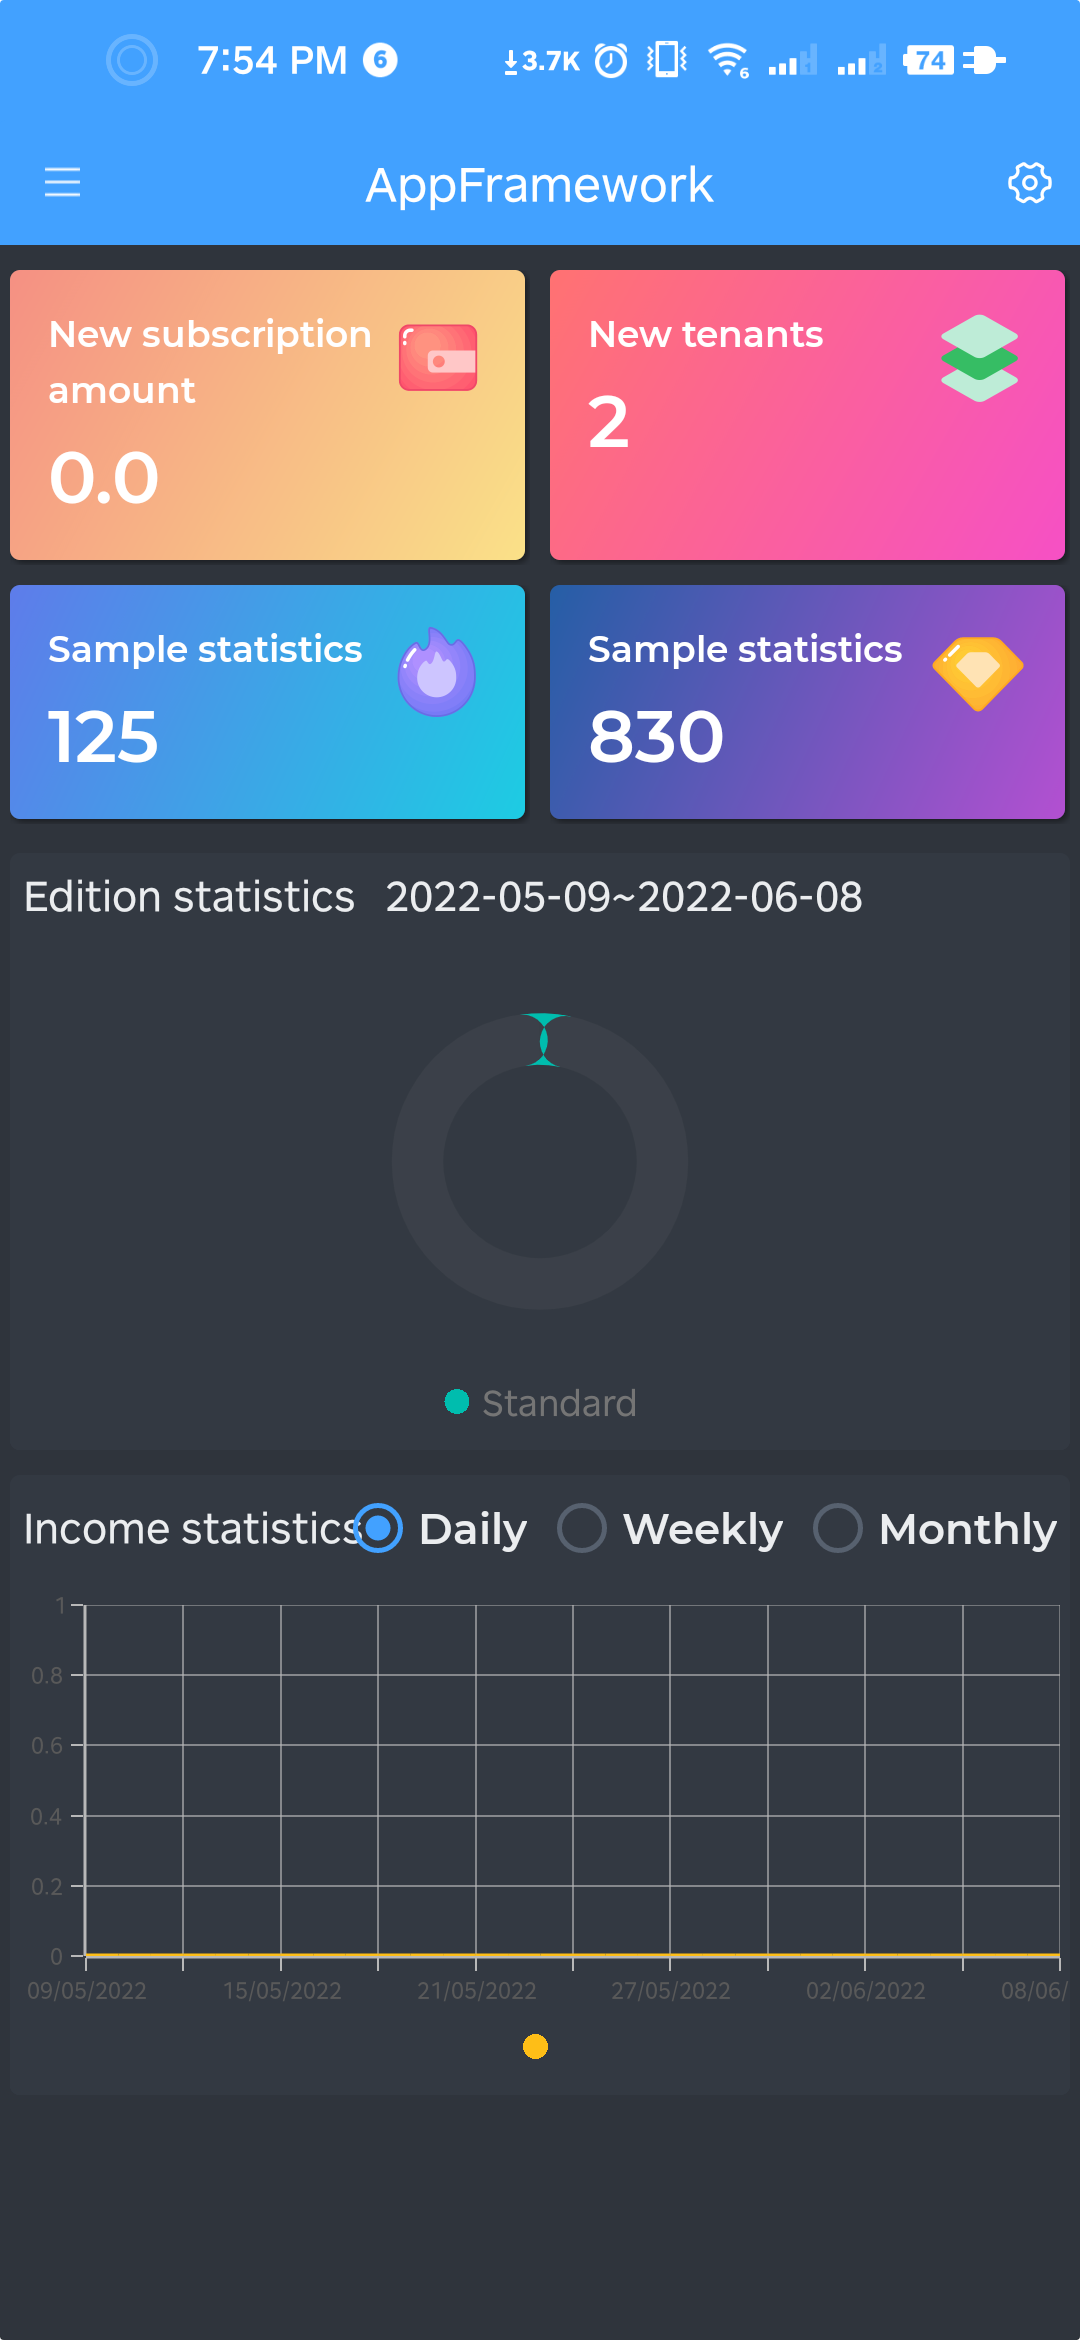 7:54 PM 6 3.7K 6 1 2 74
AppFramework
New subscription
amount
0.0
New tenants
2
Sample statistics
125
Sample statistics
830
Edition statistics 2022-05-09~2022-06-08
Standard
Income statistics Daily Weekly Monthly
1
0.8
0.6
0.4
0.2
0
09/05/2022 15/05/2022 21/05/2022 27/05/2022 02/06/2022 08/06/